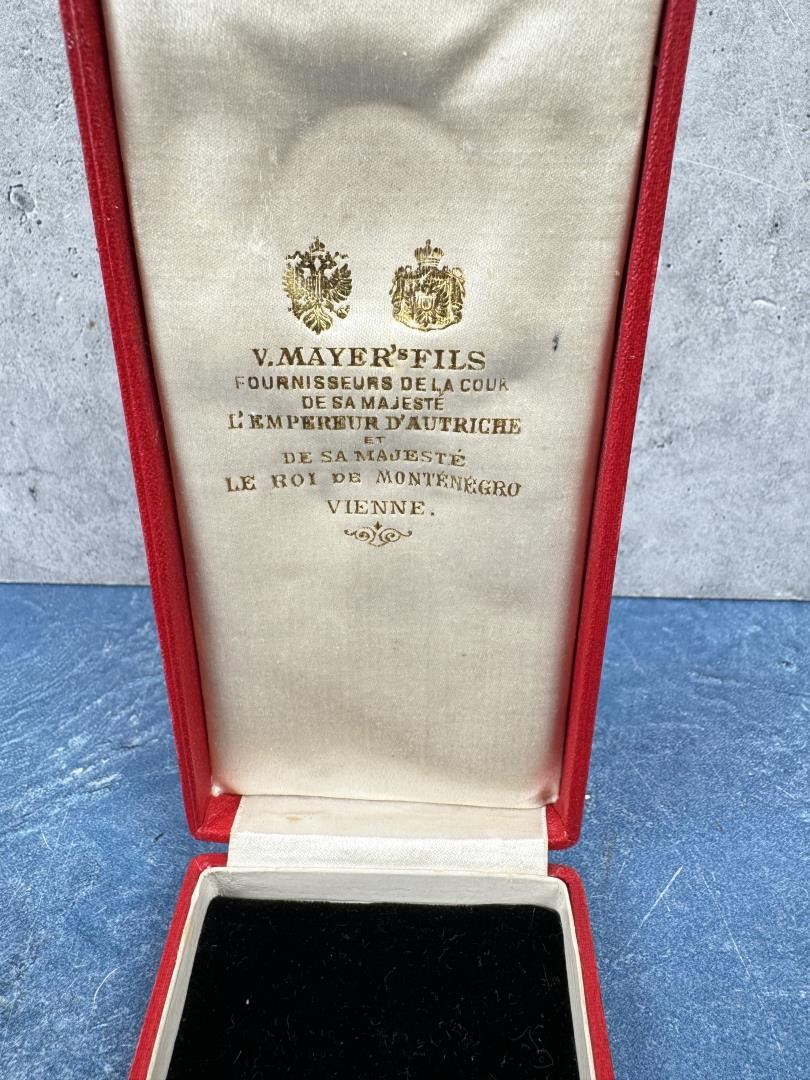 V. MAYER'S FILS
FOURNISSEURS DE LA COUR
DE SA MAJESTÉ
L'EMPEREUR D'AUTRICHE
ET
DE SA MAJESTÉ
LE ROI DE MONTÉNÉGRO
VIENNE.